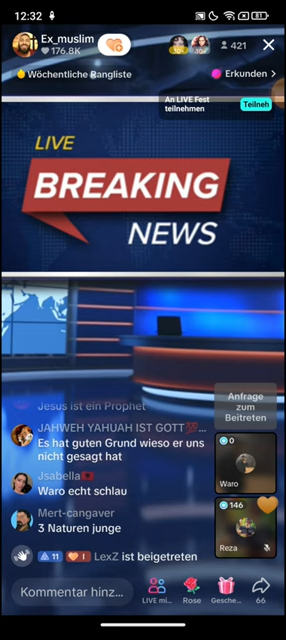 12:32
81
Ex_muslim
176.8K
421
Wöchentliche Rangliste
Erkunden >
An LIVE Fest
teilnehmen
Teilneh
LIVE
BREAKING
NEWS
Jesus ist ein Prophet
JAHWEH YAHUAH IST GOTT💯...
Es hat guten Grund wieso er uns
nicht gesagt hat
Jsabella🇦🇱
Waro echt schlau
Mert-cangaver
3 Naturen junge
11 I LexZ ist beigetreten
Anfrage
zum
Beitreten
0
Waro
146
Reza
Kommentar hinz...
LIVE mi...
Rose
Gesche...
66